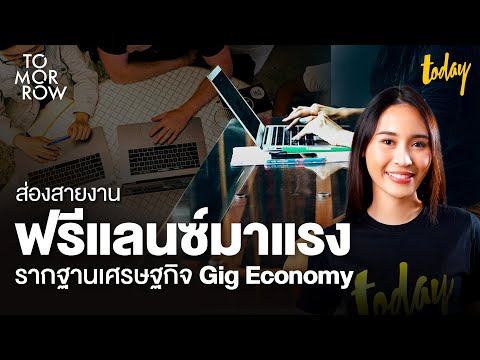 TO
MOR
ROW
today
ส่องสายงาน
ฟรีแลนซ์มาแรง
รากฐานเศรษฐกิจ Gig Economy
today